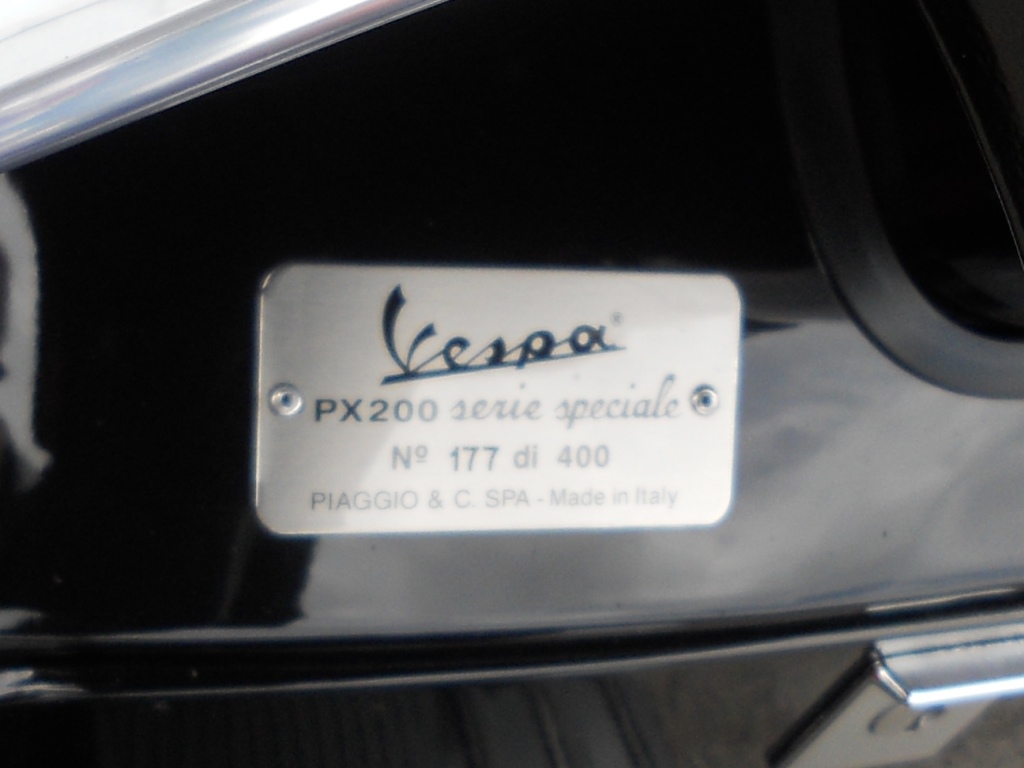 Vespa®
PX200 serie speciale
Nº 177 di 400
PIAGGIO & C. SPA - Made in Italy